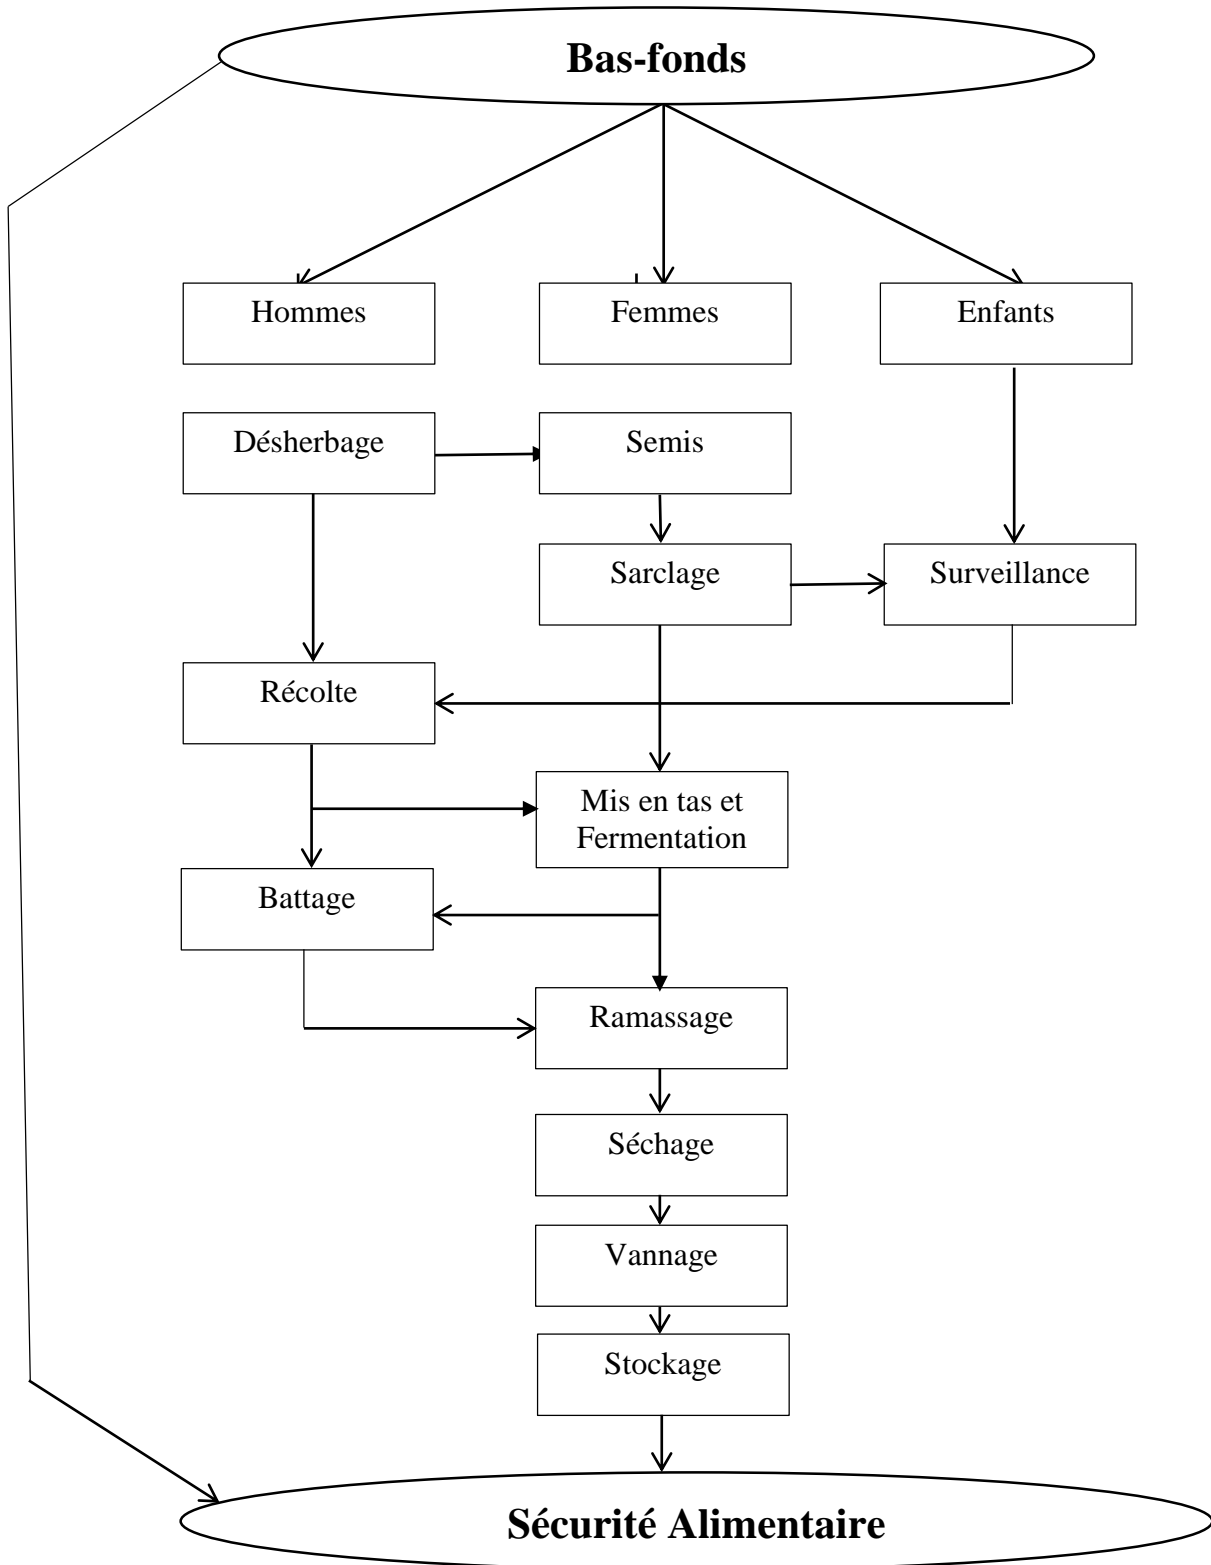 Bas-fonds
Hommes
Femmes
Enfants
Désherbage
Semis
Sarclage
Surveillance
Récolte
Mis en tas et
Fermentation
Battage
Ramassage
Séchage
Vannage
Stockage
Sécurité Alimentaire